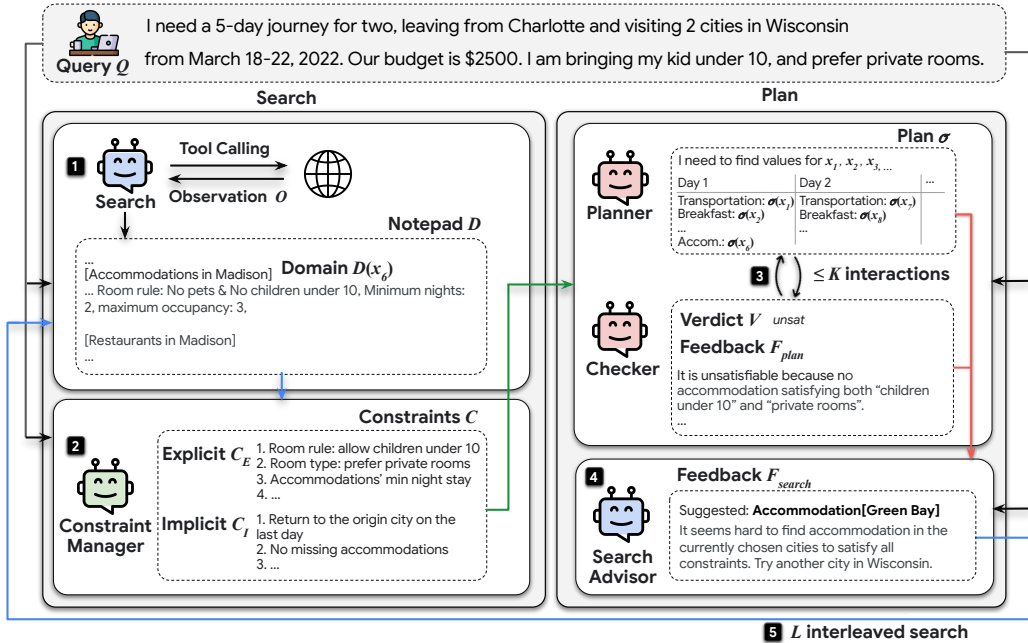 I need a 5-day journey for two, leaving from Charlotte and visiting 2 cities in Wisconsin
from March 18-22, 2022. Our budget is $2500. I am bringing my kid under 10, and prefer private rooms.
Query Q
Search
1
Tool Calling
Observation O
Search
Notepad D
...
[Accommodations in Madison] Domain D(x₆)
... Room rule: No pets & No children under 10, Minimum nights:
2, maximum occupancy: 3,
[Restaurants in Madison]
...
2
Constraint
Manager
Constraints C
Explicit C_E
1. Room rule: allow children under 10
2. Room type: prefer private rooms
3. Accommodations' min night stay
4. ...
Implicit C_I
1. Return to the origin city on the
last day
2. No missing accommodations
3. ...
Plan
Planner
Plan σ
I need to find values for x₁, x₂, x₃, ...
Day 1 Day 2 ...
Transportation: σ(x₁) Transportation: σ(x₇)
Breakfast: σ(x₂) Breakfast: σ(x₈)
... ...
Accom.: σ(x₆)
3
≤ K interactions
Checker
Verdict V unsat
Feedback F_plan
It is unsatisfiable because no
accommodation satisfying both "children
under 10" and "private rooms".
...
4
Search
Advisor
Feedback F_search
Suggested: Accommodation[Green Bay]
It seems hard to find accommodation in the
currently chosen cities to satisfy all
constraints. Try another city in Wisconsin.
5 L interleaved search